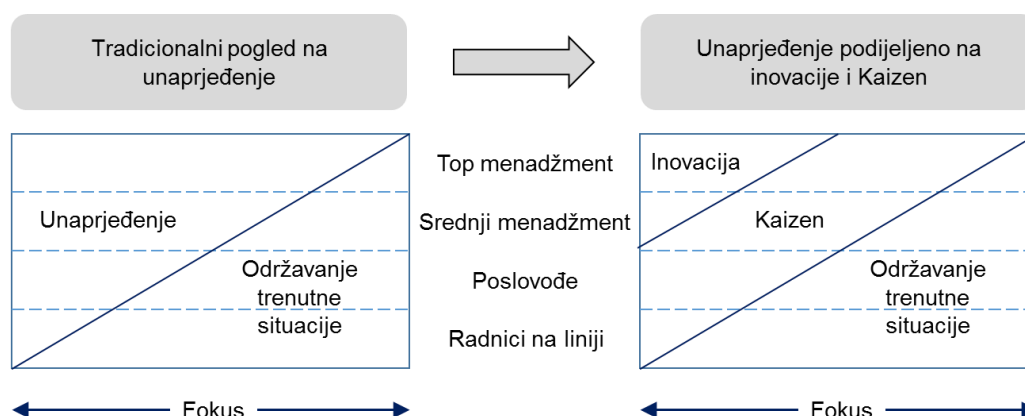 Tradicionalni pogled na
unaprjeđenje
Unaprjeđenje podijeljeno na
inovacije i Kaizen
Unaprjeđenje
Održavanje
trenutne
situacije
Top menadžment
Srednji menadžment
Poslovođe
Radnici na liniji
Inovacija
Kaizen
Održavanje
trenutne
situacije
Fokus
Fokus